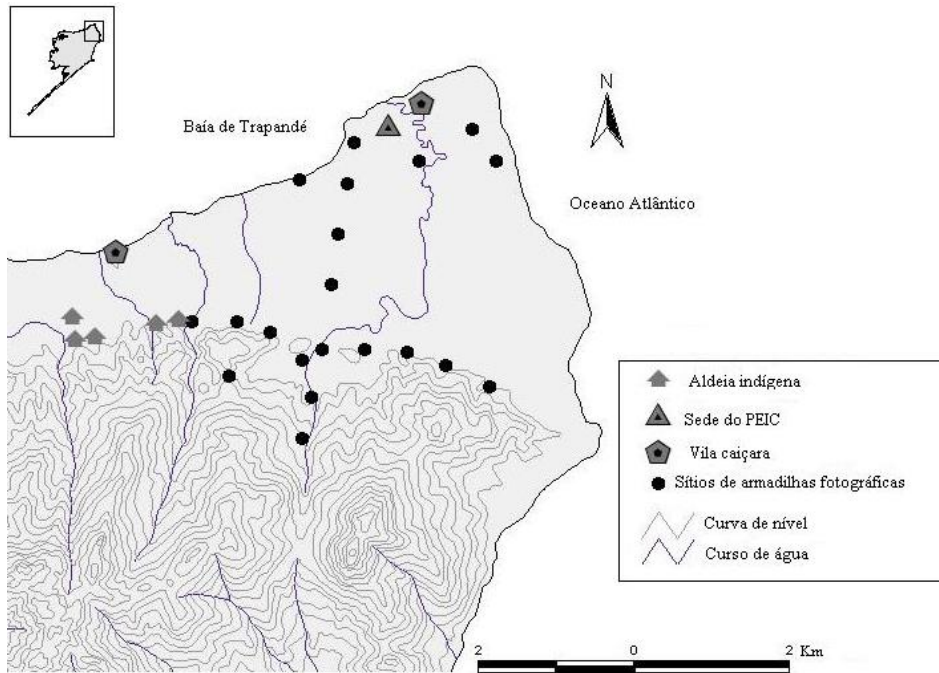 N
Baía de Trapandé
Oceano Atlântico
Aldeia indígena
Sede do PEIC
Vila caiçara
Sítios de armadilhas fotográficas
Curva de nível
Curso de água
2 0 2 Km